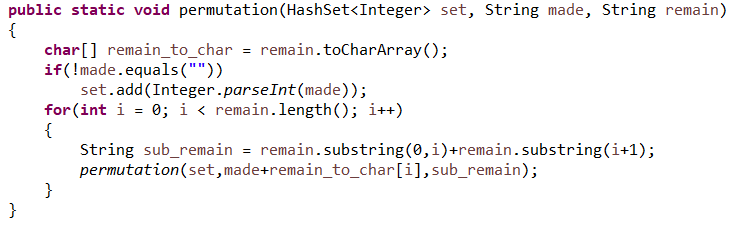 public static void permutation(HashSet<Integer> set, String made, String remain)
{
    char[] remain_to_char = remain.toCharArray();
    if(!made.equals(""))
        set.add(Integer.parseInt(made));
    for(int i = 0; i < remain.length(); i++)
    {
        String sub_remain = remain.substring(0,i)+remain.substring(i+1);
        permutation(set,made+remain_to_char[i],sub_remain);
    }
}